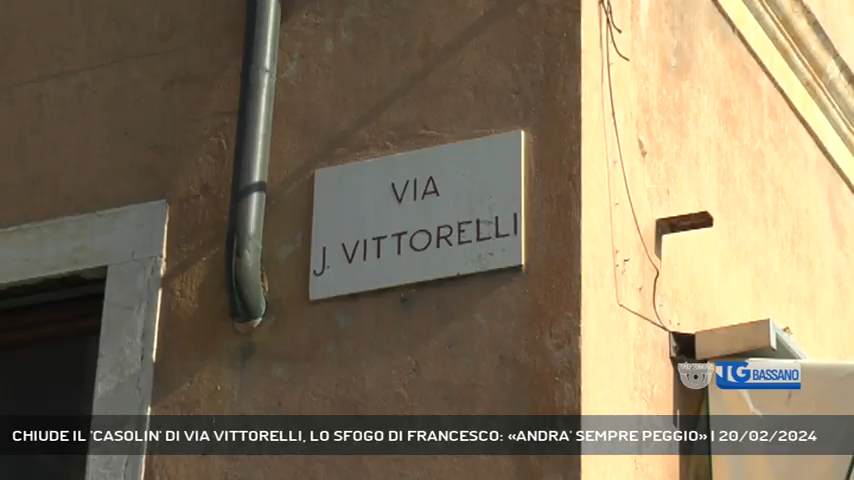 VIA
J. VITTORELLI
TG BASSANO
CHIUDE IL 'CASOLIN' DI VIA VITTORELLI, LO SFOGO DI FRANCESCO: «ANDRA' SEMPRE PEGGIO» | 20/02/2024